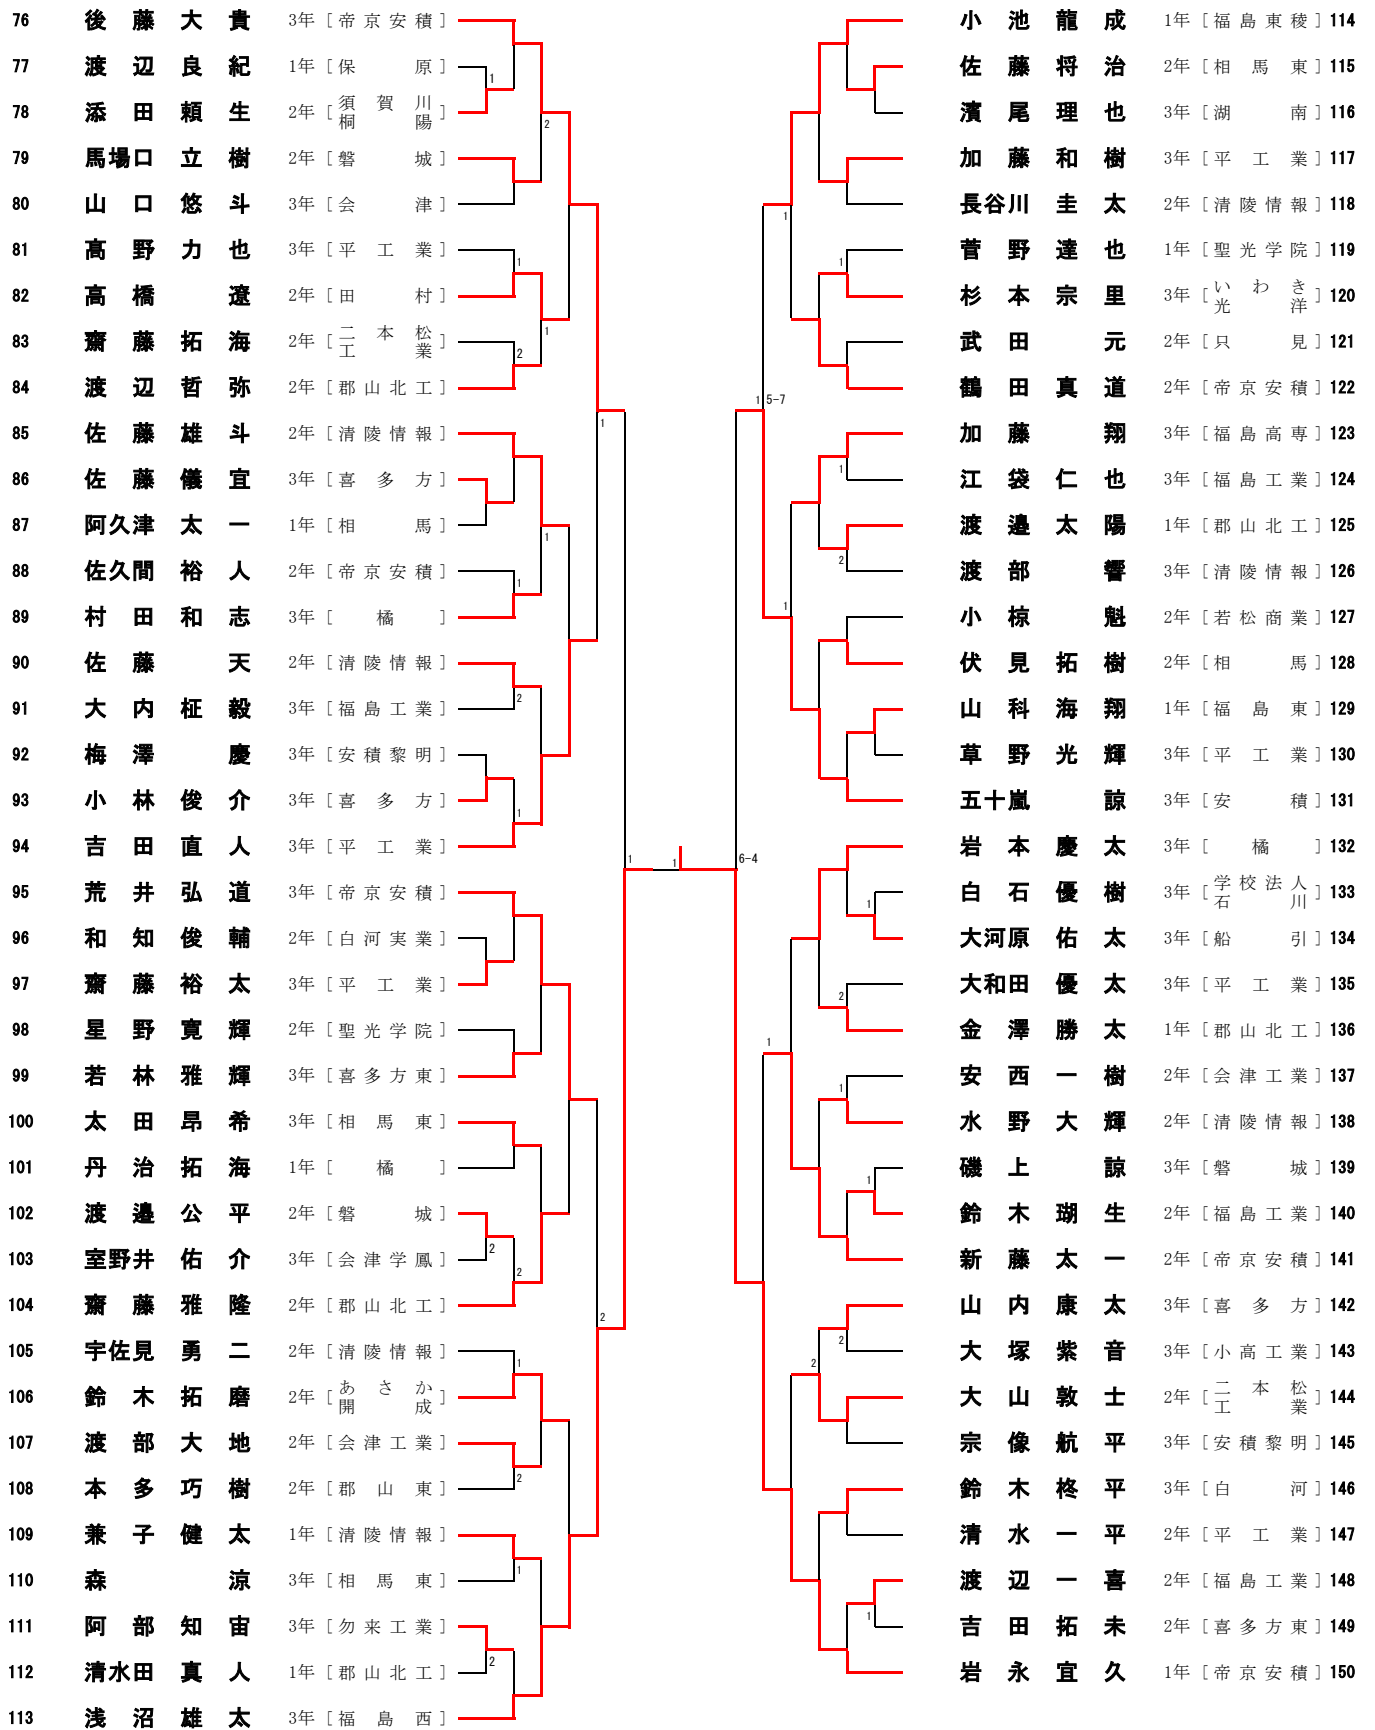 76 後藤大貴 3年 [帝京安積] 小池龍成 1年 [福島東稜] 114
77 渡辺良紀 1年 [保原] 佐藤将治 2年 [相馬東] 115
1
78 添田頼生 2年 [須賀川桐陽] 濱尾理也 3年 [湖南] 116
2
79 馬場口立樹 2年 [磐城] 加藤和樹 3年 [平工業] 117
80 山口悠斗 3年 [会津] 長谷川圭太 2年 [清陵情報] 118
1
81 髙野力也 3年 [平工業] 菅野達也 1年 [聖光学院] 119
1 1
82 高橋遼 2年 [田村] 杉本宗里 3年 [いわき光洋] 120
1
83 齋藤拓海 2年 [二本松工業] 武田元 2年 [只見] 121
2
84 渡辺哲弥 2年 [郡山北工] 鶴田真道 2年 [帝京安積] 122
1 5-7
1
85 佐藤雄斗 2年 [清陵情報] 加藤翔 3年 [福島高専] 123
1
86 佐藤儀宜 3年 [喜多方] 江袋仁也 3年 [福島工業] 124
87 阿久津太一 1年 [相馬] 渡邉太陽 1年 [郡山北工] 125
1 2
88 佐久間裕人 2年 [帝京安積] 渡部響 3年 [清陵情報] 126
1 1
89 村田和志 3年 [橘] 小椋魁 2年 [若松商業] 127
90 佐藤天 2年 [清陵情報] 伏見拓樹 2年 [相馬] 128
2
91 大内柾毅 3年 [福島工業] 山科海翔 1年 [福島東] 129
92 梅澤慶 3年 [安積黎明] 草野光輝 3年 [平工業] 130
93 小林俊介 3年 [喜多方] 五十嵐諒 3年 [安積] 131
1
94 吉田直人 3年 [平工業] 岩本慶太 3年 [橘] 132
1 1 6-4
95 荒井弘道 3年 [帝京安積] 白石優樹 3年 [学校法人石川] 133
1
96 和知俊輔 2年 [白河実業] 大河原佑太 3年 [船引] 134
97 齋藤裕太 3年 [平工業] 大和田優太 3年 [平工業] 135
2
98 星野寛輝 2年 [聖光学院] 金澤勝太 1年 [郡山北工] 136
1
99 若林雅輝 3年 [喜多方東] 安西一樹 2年 [会津工業] 137
1
100 太田昂希 3年 [相馬東] 水野大輝 2年 [清陵情報] 138
101 丹治拓海 1年 [橘] 磯上諒 3年 [磐城] 139
1
102 渡邉公平 2年 [磐城] 鈴木瑚生 2年 [福島工業] 140
2
103 室野井佑介 3年 [会津学鳳] 新藤太一 2年 [帝京安積] 141
2
104 齋藤雅隆 2年 [郡山北工] 山内康太 3年 [喜多方] 142
2 2
105 宇佐見勇二 2年 [清陵情報] 大塚紫音 3年 [小高工業] 143
1 2
106 鈴木拓磨 2年 [あさか開成] 大山敦士 2年 [二本松工業] 144
107 渡部大地 2年 [会津工業] 宗像航平 3年 [安積黎明] 145
2
108 本多巧樹 2年 [郡山東] 鈴木柊平 3年 [白河] 146
109 兼子健太 1年 [清陵情報] 清水一平 2年 [平工業] 147
1
110 森涼 3年 [相馬東] 渡辺一喜 2年 [福島工業] 148
1
111 阿部知宙 3年 [勿来工業] 吉田拓未 2年 [喜多方東] 149
2
112 清水田真人 1年 [郡山北工] 岩永宜久 1年 [帝京安積] 150
113 浅沼雄太 3年 [福島西]